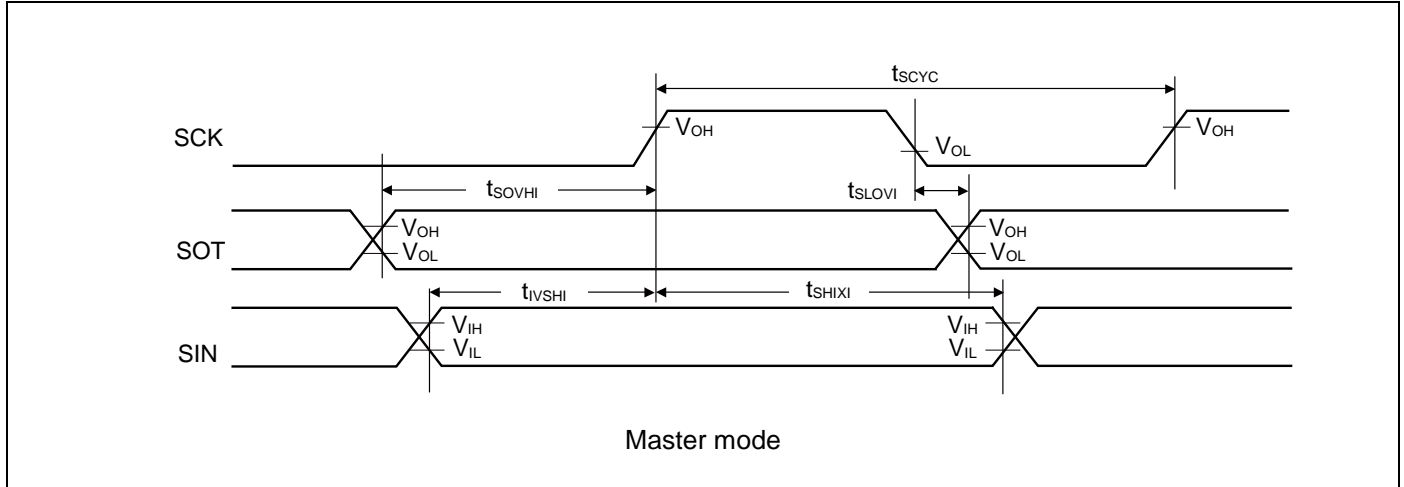 tSCYC
SCK
VOH
VOL
VOH
tSOVHI
tSLOVI
SOT
VOH
VOL
VOH
VOL
tIVSHI
tSHIXI
SIN
VIH
VIL
VIH
VIL
Master mode